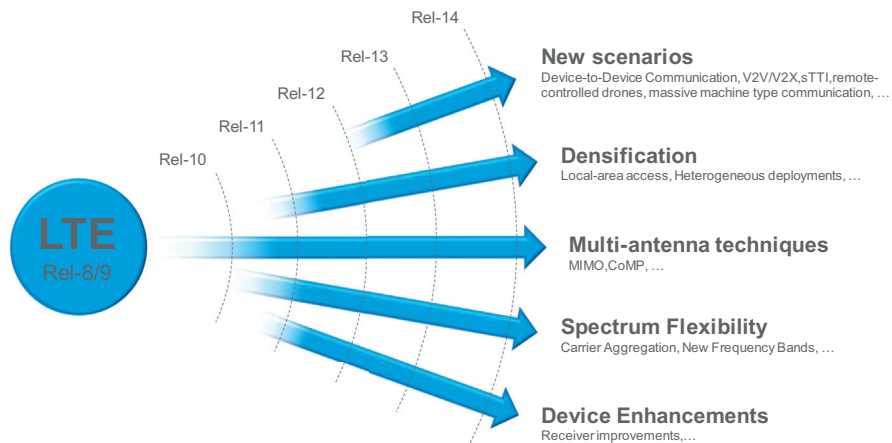 Rel-14
Rel-13
Rel-12
Rel-11
Rel-10
LTE
Rel-8/9
New scenarios
Device-to-Device Communication, V2V/V2X,sTTI,remote-
controlled drones, massive machine type communication, …
Densification
Local-area access, Heterogeneous deployments, …
Multi-antenna techniques
MIMO,CoMP, …
Spectrum Flexibility
Carrier Aggregation, New Frequency Bands, …
Device Enhancements
Receiver improvements,…